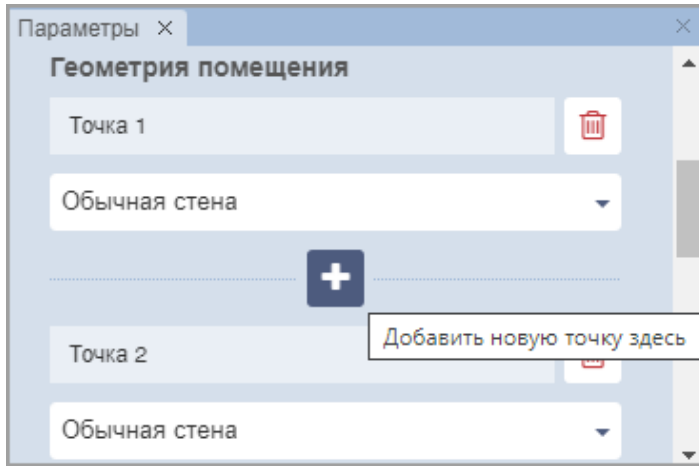 Параметры
Геометрия помещения
Точка 1
Обычная стена
Добавить новую точку здесь
Точка 2
Обычная стена